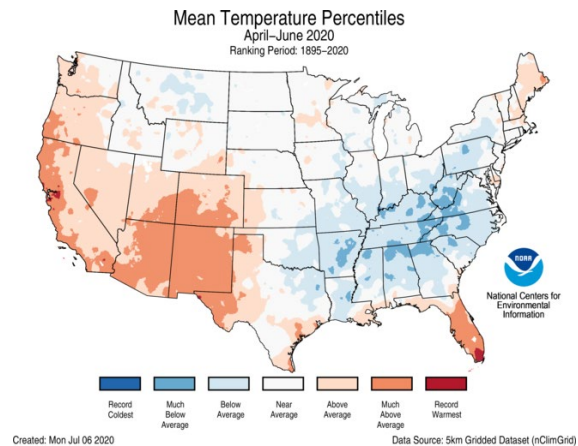 Mean Temperature Percentiles
April–June 2020
Ranking Period: 1895–2020
NOAA
National Centers for
Environmental
Information
Record
Coldest
Much
Below
Average
Below
Average
Near
Average
Above
Average
Much
Above
Average
Record
Warmest
Created: Mon Jul 06 2020
Data Source: 5km Gridded Dataset (nClimGrid)